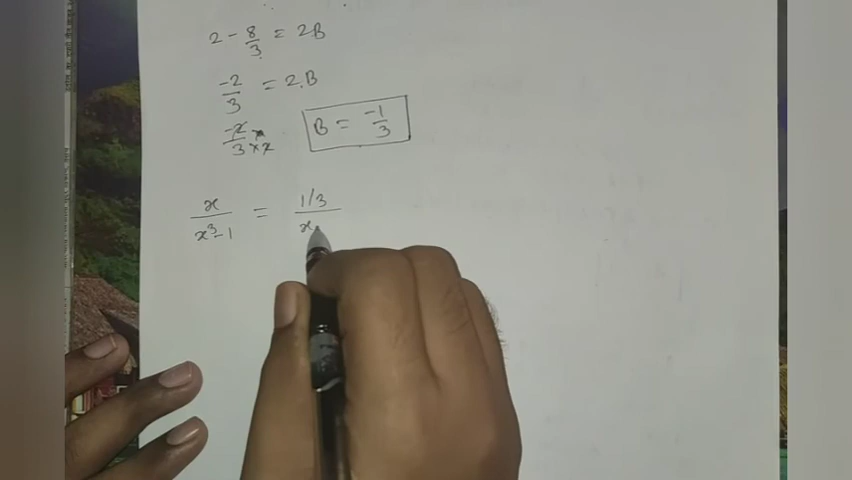 2 - 8/3 = 2B
-2/3 = 2.B
-2/3×2
B = -1/3
x/x³-1 = 1/3/x